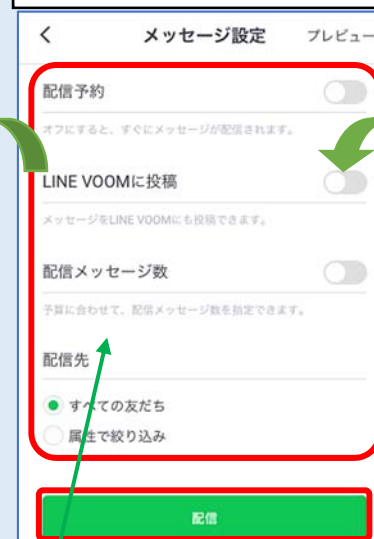 メッセージ設定
プレビュー
配信予約
オフにすると、すぐにメッセージが配信されます。
LINE VOOMに投稿
メッセージをLINE VOOMにも投稿できます。
配信メッセージ数
予算に合わせて、配信メッセージ数を指定できます。
配信先
すべての友だち
属性で絞り込み
配信